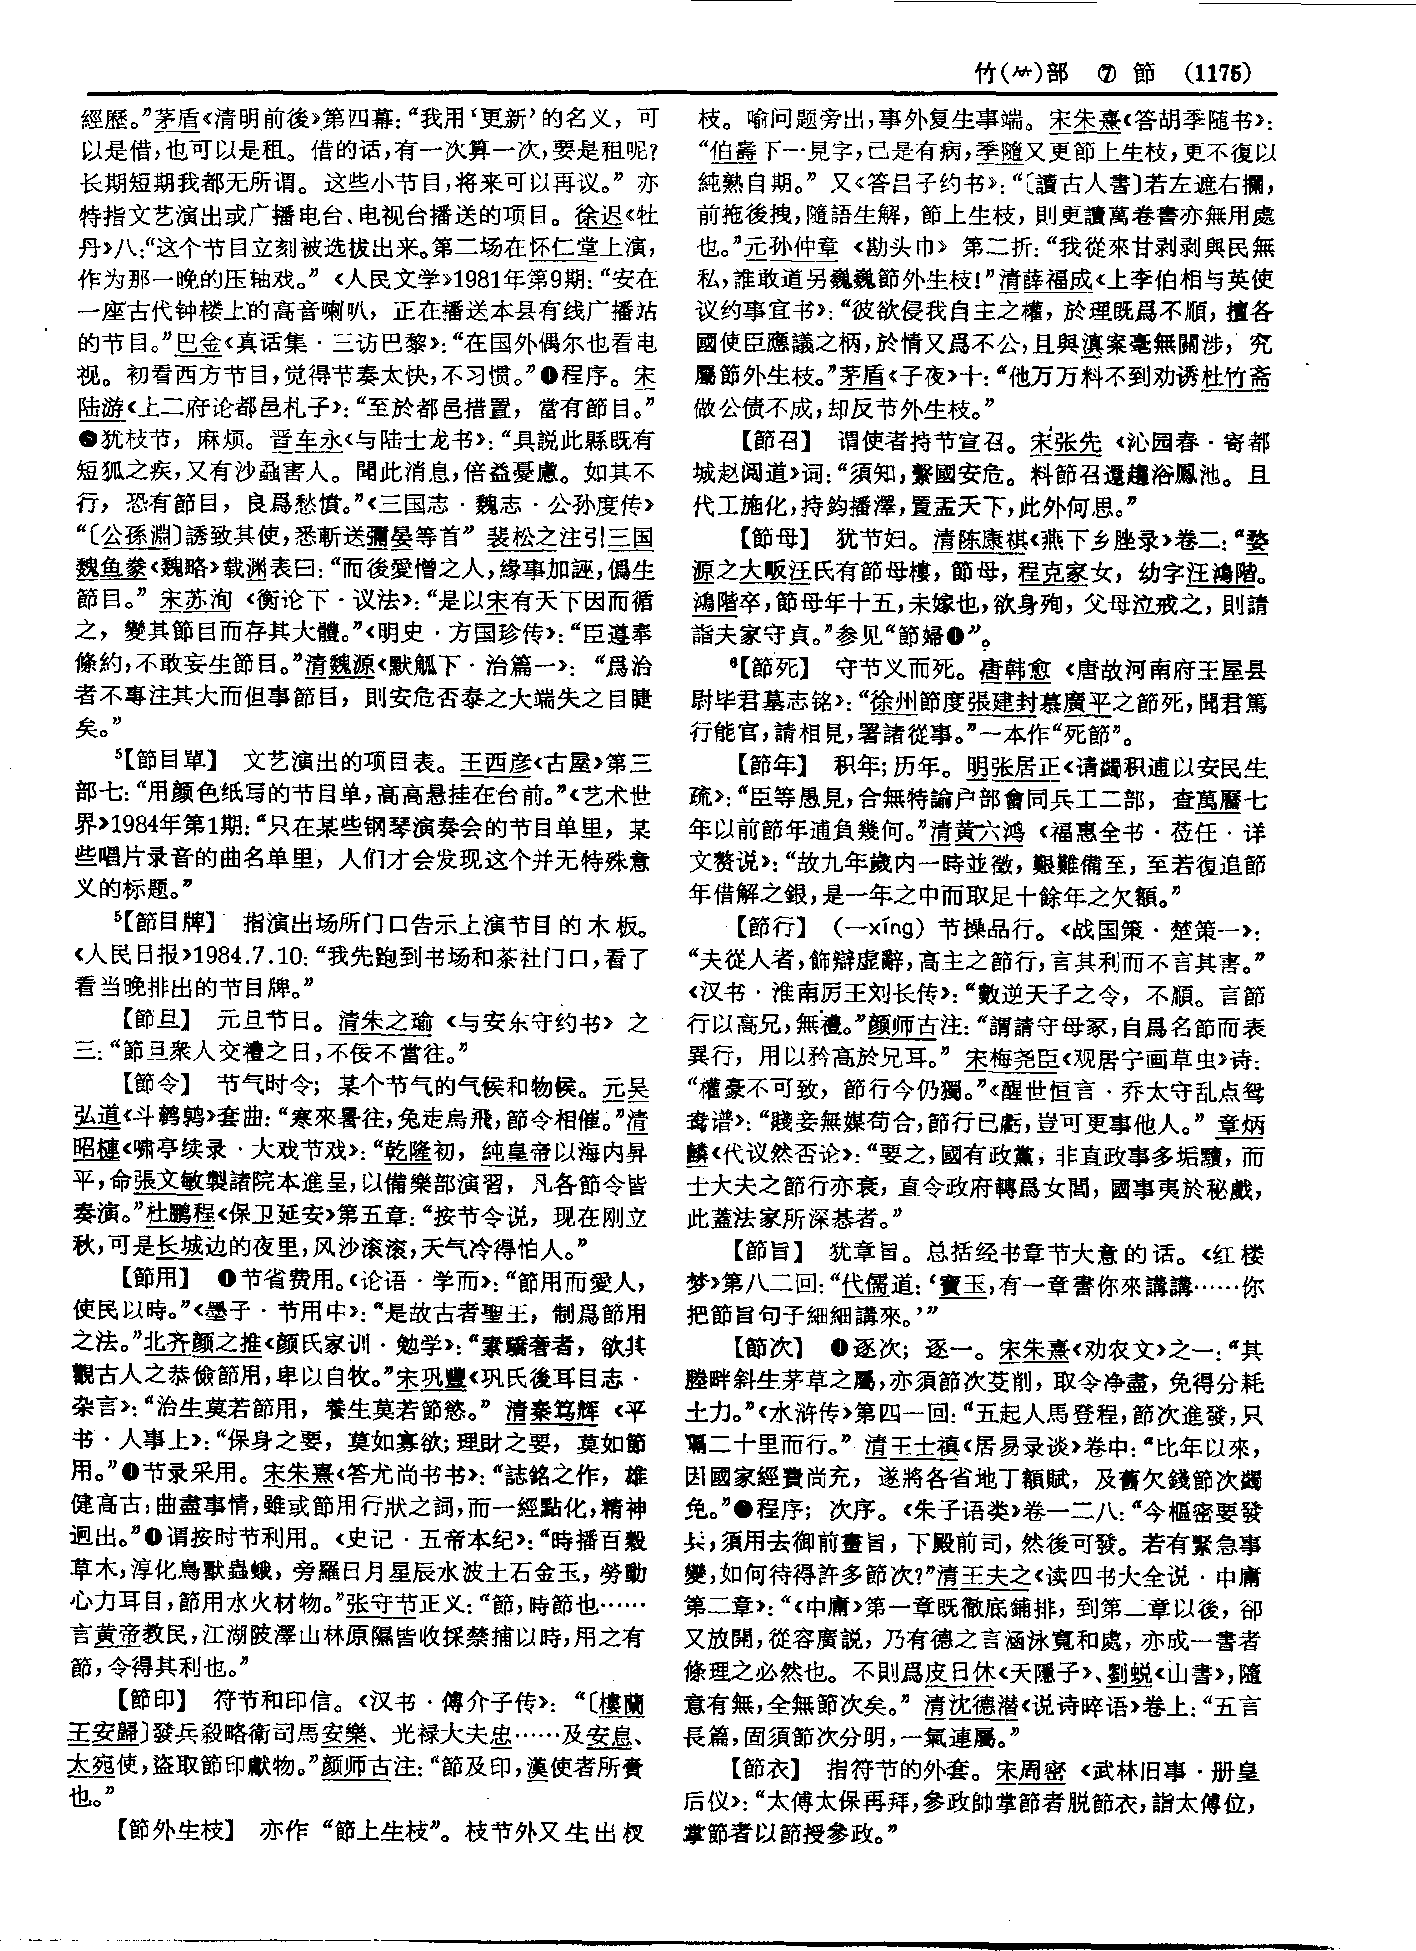 竹(⺮)部 ⑦ 節 (1175)
經歷。”茅盾《清明前後》第四幕：“我用‘更新’的名义，可
以是借，也可以是租。借的话，有一次算一次，要是租呢？
长期短期我都无所谓。这些小节目，将来可以再议。”亦
特指文艺演出或广播电台、电视台播送的项目。徐迟《牡
丹》八：“这个节目立刻被选拔出来。第二场在怀仁堂上演，
作为那一晚的压轴戏。”《人民文学》1981年第9期：“安在
一座古代钟楼上的高音喇叭，正在播送本县有线广播站
的节目。”巴金《真话集·三访巴黎》：“在国外偶尔也看电
视。初看西方节目，觉得节奏太快，不习惯。”程序。宋
陆游《上二府论都邑札子》：“至於都邑措置，當有節目。”
犹枝节，麻烦。晋车永《与陆士龙书》：“具説此縣既有
短狐之疾，又有沙蝨害人。聞此消息，倍益憂慮。如其不
行，恐有節目，良爲愁憤。”《三国志·魏志·公孙度传》
“〔公孫淵〕誘致其使，悉斬送彌晏等首”裴松之注引三国
魏鱼豢《魏略》载渊表曰：“而後愛憎之人，緣事加誣，僞生
節目。”宋苏洵《衡论下·议法》：“是以宋有天下因而循
之，變其節目而存其大體。”《明史·方国珍传》：“臣遵奉
條約，不敢妄生節目。”清魏源《默觚下·治篇一》：“爲治
者不專注其大而但事節目，則安危否泰之大端失之目睫
矣。”
⁵【節目單】 文艺演出的项目表。王西彦《古屋》第三
部七：“用颜色纸写的节目单，高高悬挂在台前。”《艺术世
界》1984年第1期：“只在某些钢琴演奏会的节目单里，某
些唱片录音的曲名单里，人们才会发现这个并无特殊意
义的标题。”
⁵【節目牌】 指演出场所门口告示上演节目的木板。
《人民日报》1984.7.10：“我先跑到书场和茶社门口，看了
看当晚排出的节目牌。”
【節旦】 元旦节日。清朱之瑜《与安东守约书》之
三：“節旦衆人交禮之日，不佞不當往。”
【節令】 节气时令；某个节气的气候和物候。元吴
弘道《斗鹌鹑》套曲：“寒來暑往，兔走烏飛，節令相催。”清
昭槤《啸亭续录·大戏节戏》：“乾隆初，純皇帝以海内昇
平，命張文敏製諸院本進呈，以備樂部演習，凡各節令皆
奏演。”杜鹏程《保卫延安》第五章：“按节令说，现在刚立
秋，可是长城边的夜里，风沙滚滚，天气冷得怕人。”
【節用】 ❶节省费用。《论语·学而》：“節用而愛人，
使民以時。”《墨子·节用中》：“是故古者聖王，制爲節用
之法。”北齐颜之推《颜氏家训·勉学》：“素驕奢者，欲其
觀古人之恭儉節用，卑以自牧。”宋巩豐《巩氏後耳目志·
杂言》：“治生莫若節用，養生莫若節慾。”清秦笃辉《平
书·人事上》：“保身之要，莫如寡欲；理財之要，莫如節
用。”节录采用。宋朱熹《答尤尚书书》：“誌銘之作，雄
健高古；曲盡事情，雖或節用行狀之詞，而一經點化，精神
迥出。”谓按时节利用。《史记·五帝本纪》：“時播百穀
草木，淳化鳥獸蟲蛾，旁羅日月星辰水波土石金玉，勞勤
心力耳目，節用水火材物。”张守节正义：“節，時節也……
言黄帝教民，江湖陂澤山林原隰皆收採禁捕以時，用之有
節，令得其利也。”
【節印】 符节和印信。《汉书·傅介子传》：“〔樓蘭
王安歸〕發兵殺略衛司馬安樂、光禄大夫忠……及安息、
大宛使，盗取節印獻物。”颜师古注：“節及印，漢使者所賫
也。”
【節外生枝】 亦作“節上生枝”。枝节外又生出杈
枝。喻问题旁出，事外复生事端。宋朱熹《答胡季随书》：
“伯壽下一見字，已是有病，季隨又更節上生枝，更不復以
純熟自期。”又《答吕子约书》：“〔讀古人書〕若左遮右攔，
前拖後拽，隨語生解，節上生枝，則更讀萬卷書亦無用處
也。”元孙仲章《勘头巾》第二折：“我從來甘剥剥與民無
私，誰敢道另巍巍節外生枝！”清薛福成《上李伯相与英使
议约事宜书》：“彼欲侵我自主之權，於理既爲不順，擅各
國使臣應議之柄，於情又爲不公，且與滇案毫無關涉，究
屬節外生枝。”茅盾《子夜》十：“他万万料不到劝诱杜竹斋
做公债不成，却反节外生枝。”
【節召】 谓使者持节宣召。宋张先《沁园春·寄都
城赵阅道》词：“須知，繫國安危。料節召還趨浴鳳池。且
代工施化，持鈞播澤，置盂天下，此外何思。”
【節母】 犹节妇。清陈康祺《燕下乡脞录》卷二：“婺
源之大畈汪氏有節母樓，節母，程克家女，幼字汪鴻階。
鴻階卒，節母年十五，未嫁也，欲身殉，父母泣戒之，則請
詣夫家守貞。”参见“節婦❶”。
⁶【節死】 守节义而死。唐韩愈《唐故河南府王屋县
尉毕君墓志铭》：“徐州節度張建封慕廣平之節死，聞君篤
行能官，請相見，署諸從事。”一本作“死節”。
【節年】 积年；历年。明张居正《请蠲积逋以安民生
疏》：“臣等愚見，合無特諭户部會同兵工二部，查萬曆七
年以前節年逋負幾何。”清黄六鸿《福惠全书·莅任·详
文赘说》：“故九年歲内一時並徵，艱難備至，至若復追節
年借解之銀，是一年之中而取足十餘年之欠額。”
【節行】 （—xíng）节操品行。《战国策·楚策一》：
“夫從人者，飾辯虚辭，高主之節行，言其利而不言其害。”
《汉书·淮南厉王刘长传》：“數逆天子之令，不順。言節
行以高兄，無禮。”颜师古注：“謂請守母冢，自爲名節而表
異行，用以矜高於兄耳。”宋梅尧臣《观居宁画草虫》诗：
“權豪不可致，節行今仍獨。”《醒世恒言·乔太守乱点鸳
鸯谱》：“賤妾無媒苟合，節行已虧，豈可更事他人。”章炳
麟《代议然否论》：“要之，國有政黨，非直政事多垢黷，而
士大夫之節行亦衰，直令政府轉爲女閭，國事夷於秘戲，
此蓋法家所深惎者。”
【節旨】 犹章旨。总括经书章节大意的话。《红楼
梦》第八二回：“代儒道：‘寶玉，有一章書你來講講……你
把節旨句子細細講來。’”
【節次】 ❶逐次；逐一。宋朱熹《劝农文》之一：“其
塍畔斜生茅草之屬，亦須節次芟削，取令净盡，免得分耗
土力。”《水浒传》第四一回：“五起人馬登程，節次進發，只
隔二十里而行。”清王士禛《居易录谈》卷中：“比年以來，
因國家經費尚充，遂將各省地丁額賦，及舊欠錢節次蠲
免。”程序；次序。《朱子语类》卷一二八：“今樞密要發
兵，須用去御前畫旨，下殿前司，然後可發。若有緊急事
變，如何待得許多節次？”清王夫之《读四书大全说·中庸
第二章》：“《中庸》第一章既徹底鋪排，到第二章以後，卻
又放開，從容廣説，乃有德之言涵泳寬和處，亦成一書者
條理之必然也。不則爲皮日休《天隱子》、劉蜕《山書》，隨
意有無，全無節次矣。”清沈德潜《说诗晬语》卷上：“五言
長篇，固須節次分明，一氣連屬。”
【節衣】 指符节的外套。宋周密《武林旧事·册皇
后仪》：“太傅太保再拜，參政帥掌節者脱節衣，詣太傅位，
掌節者以節授參政。”